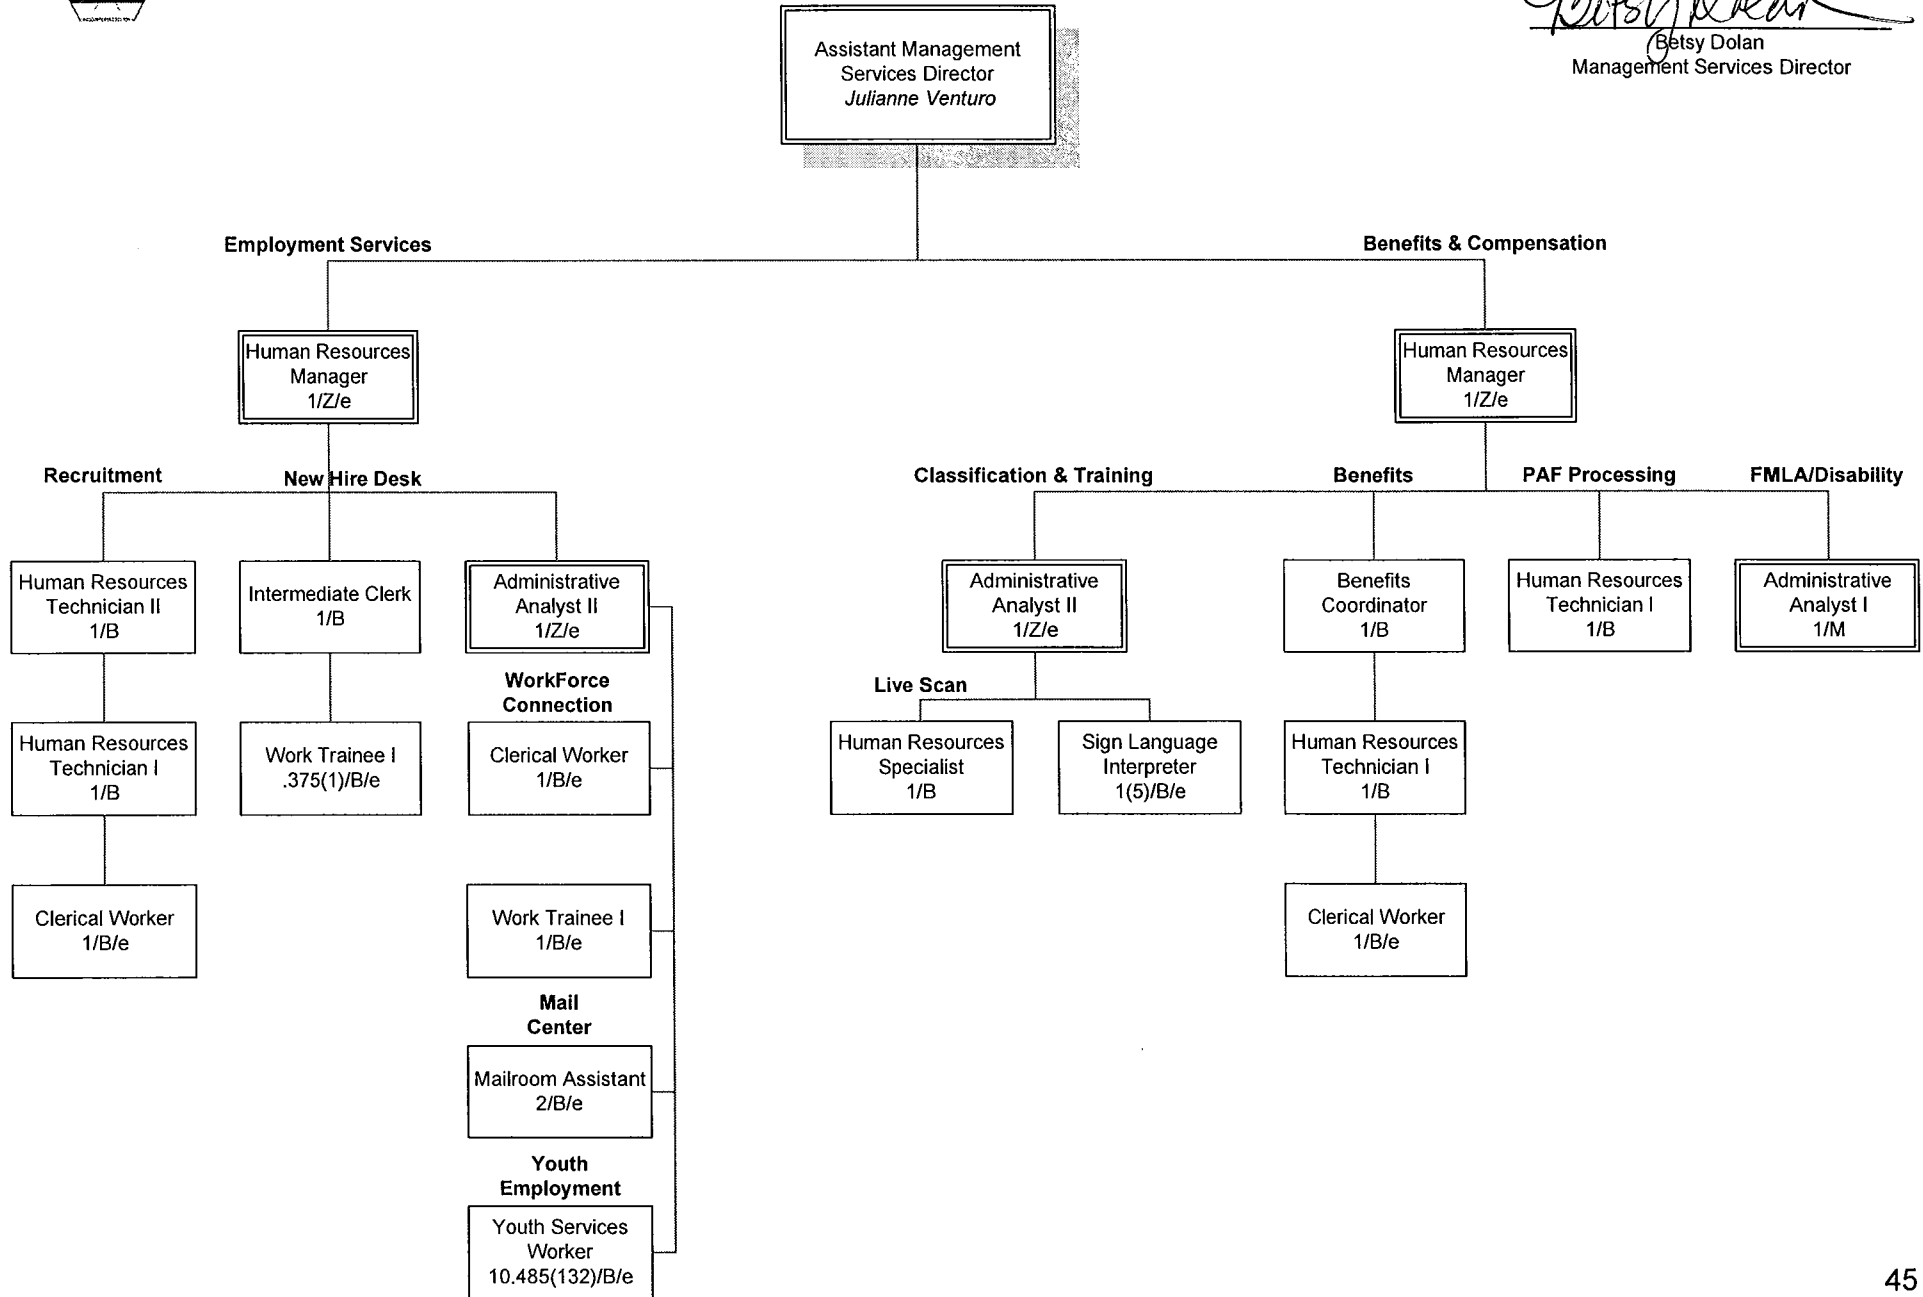 Betsy Dolan
Management Services Director
Assistant Management
Services Director
Julianne Venturo
Employment Services
Benefits & Compensation
Human Resources
Manager
1/Z/e
Human Resources
Manager
1/Z/e
Recruitment
New Hire Desk
Classification & Training
Benefits
PAF Processing
FMLA/Disability
Human Resources
Technician II
1/B
Intermediate Clerk
1/B
Administrative
Analyst II
1/Z/e
Administrative
Analyst II
1/Z/e
Benefits
Coordinator
1/B
Human Resources
Technician I
1/B
Administrative
Analyst I
1/M
WorkForce
Connection
Live Scan
Human Resources
Technician I
1/B
Work Trainee I
.375(1)/B/e
Clerical Worker
1/B/e
Human Resources
Specialist
1/B
Sign Language
Interpreter
1(5)/B/e
Human Resources
Technician I
1/B
Clerical Worker
1/B/e
Work Trainee I
1/B/e
Clerical Worker
1/B/e
Mail
Center
Mailroom Assistant
2/B/e
Youth
Employment
Youth Services
Worker
10.485(132)/B/e
45